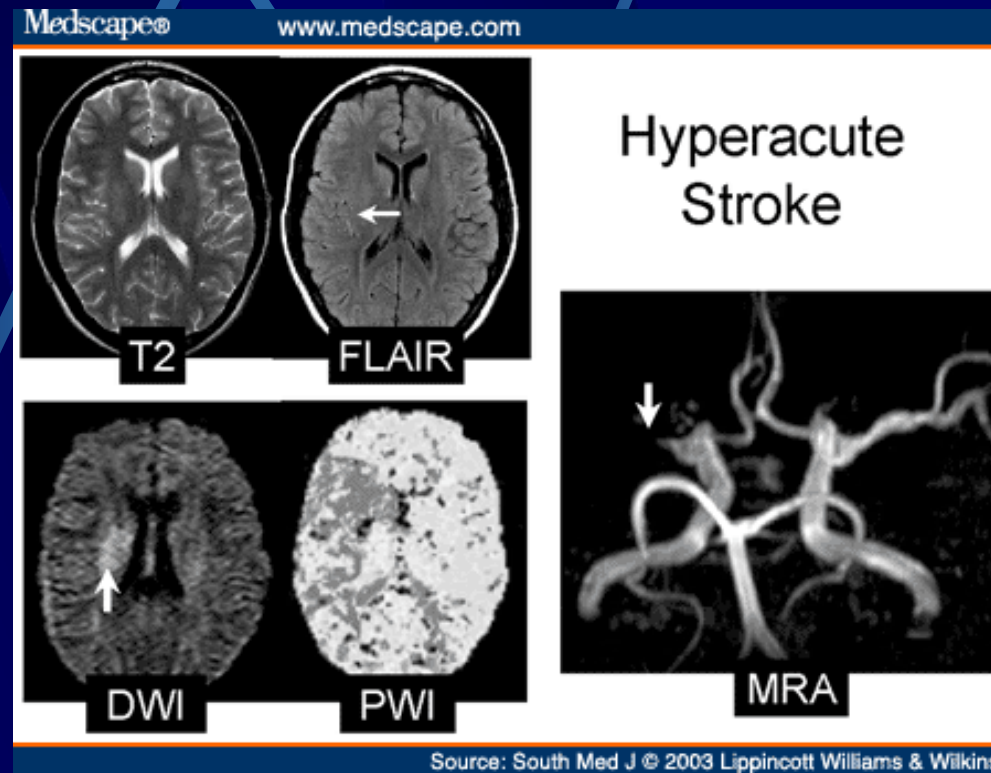 Medscape® www.medscape.com
Hyperacute
Stroke
T2 FLAIR
DWI PWI
MRA
Source: South Med J © 2003 Lippincott Williams & Wilkins